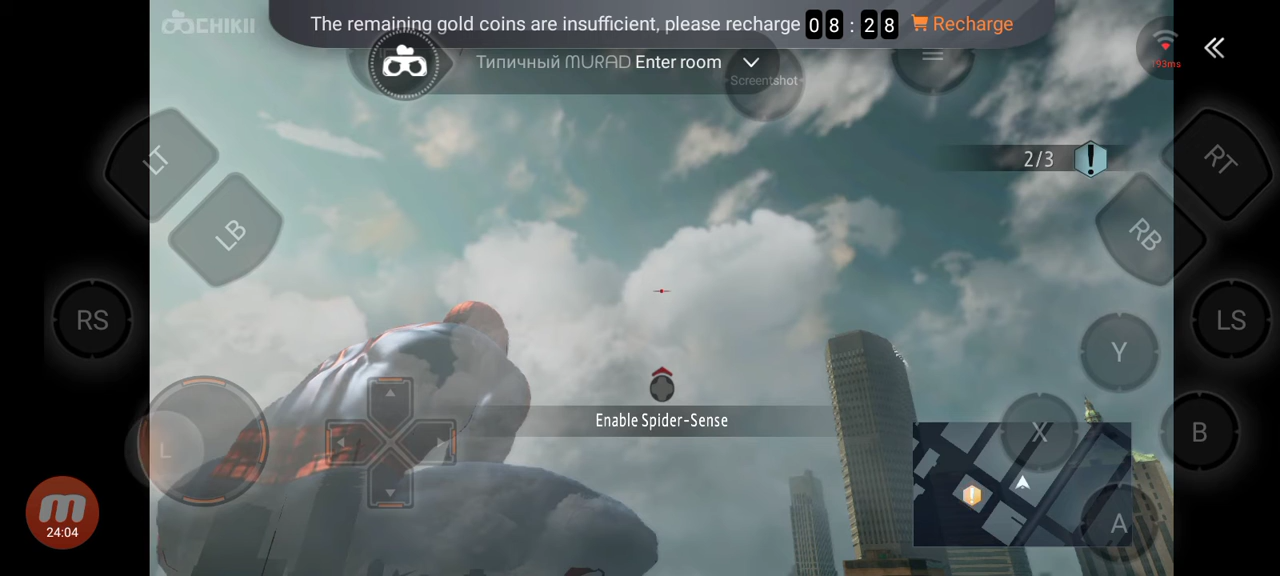 CHIKII
The remaining gold coins are insufficient, please recharge 08:28 Recharge
Типичный MURAD Enter room
Screenshot
93ms
LT
LB
2/3
RT
RB
RS
LS
Y
Enable Spider-Sense
L
X
B
A
24:04